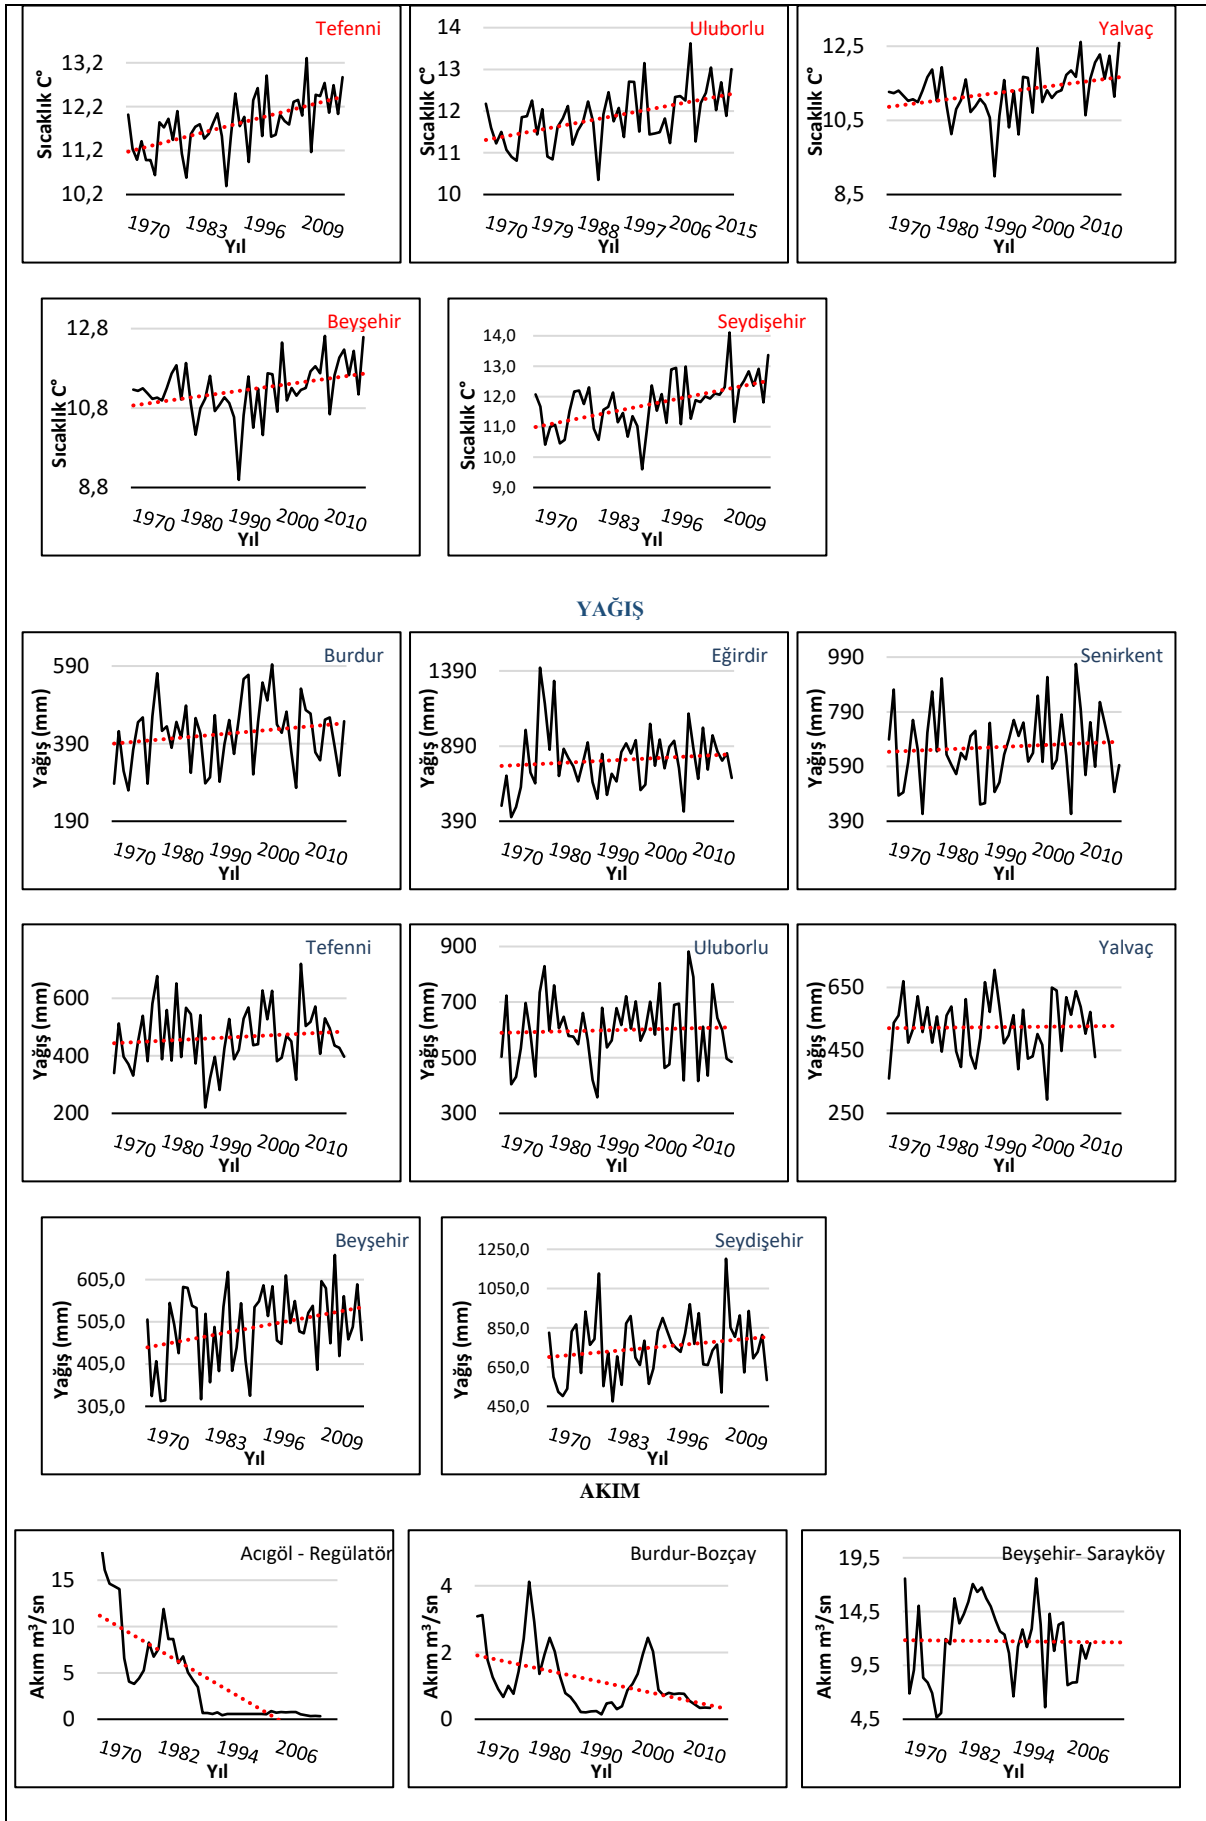 Tefenni
Sıcaklık C°
13,2
12,2
11,2
10,2
1970 1983 1996 2009
Yıl
Uluborlu
Sıcaklık C°
14
13
12
11
10
1970 1979 1988 1997 2006 2015
Yıl
Yalvaç
Sıcaklık C°
12,5
10,5
8,5
1970 1980 1990 2000 2010
Yıl
Beyşehir
Sıcaklık C°
12,8
10,8
8,8
1970 1980 1990 2000 2010
Yıl
Seydişehir
Sıcaklık C°
14,0
13,0
12,0
11,0
10,0
9,0
1970 1983 1996 2009
Yıl
YAĞIŞ
Burdur
Yağış (mm)
590
390
190
1970 1980 1990 2000 2010
Yıl
Eğirdir
Yağış (mm)
1390
890
390
1970 1980 1990 2000 2010
Yıl
Senirkent
Yağış (mm)
990
790
590
390
1970 1980 1990 2000 2010
Yıl
Tefenni
Yağış (mm)
600
400
200
1970 1980 1990 2000 2010
Yıl
Uluborlu
Yağış (mm)
900
700
500
300
1970 1980 1990 2000 2010
Yıl
Yalvaç
Yağış (mm)
650
450
250
1970 1980 1990 2000 2010
Yıl
Beyşehir
Yağış (mm)
605,0
505,0
405,0
305,0
1970 1983 1996 2009
Yıl
Seydişehir
Yağış (mm)
1250,0
1050,0
850,0
650,0
450,0
1970 1983 1996 2009
Yıl
AKIM
Acıgöl - Regülatör
Akım m³/sn
15
10
5
0
1970 1982 1994 2006
Yıl
Burdur-Bozçay
Akım m³/sn
4
2
0
1970 1980 1990 2000 2010
Yıl
Beyşehir- Sarayköy
Akım m³/sn
19,5
14,5
9,5
4,5
1970 1982 1994 2006
Yıl